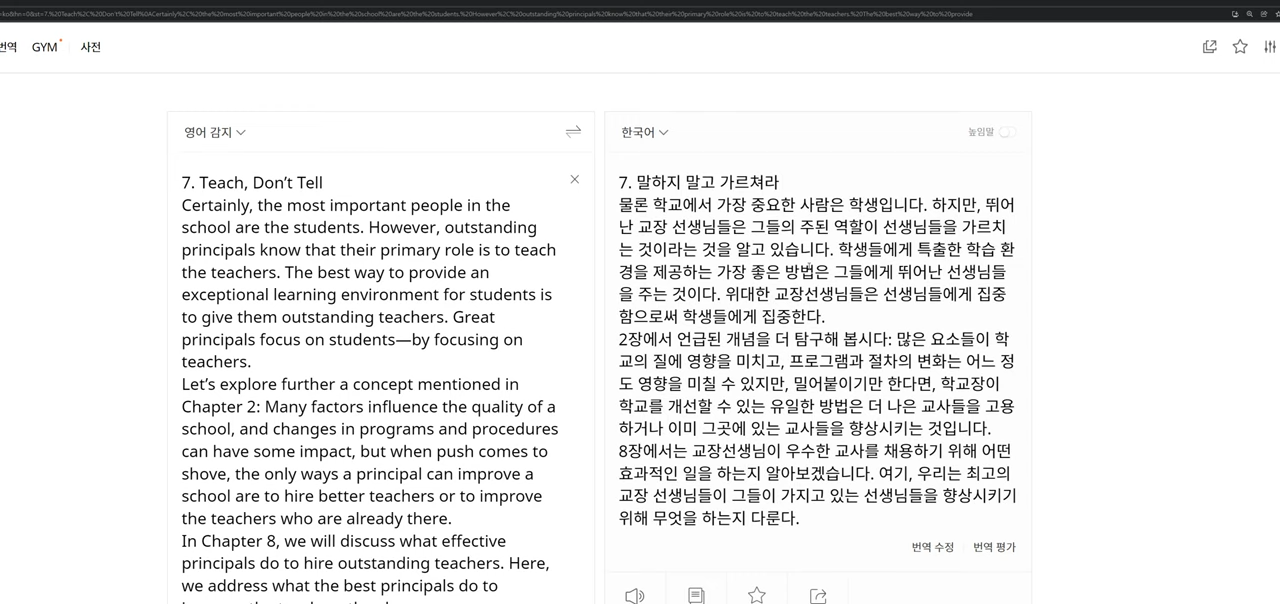 번역 GYM 사전
영어 감지
7. Teach, Don’t Tell
Certainly, the most important people in the
school are the students. However, outstanding
principals know that their primary role is to teach
the teachers. The best way to provide an
exceptional learning environment for students is
to give them outstanding teachers. Great
principals focus on students—by focusing on
teachers.
Let’s explore further a concept mentioned in
Chapter 2: Many factors influence the quality of a
school, and changes in programs and procedures
can have some impact, but when push comes to
shove, the only ways a principal can improve a
school are to hire better teachers or to improve
the teachers who are already there.
In Chapter 8, we will discuss what effective
principals do to hire outstanding teachers. Here,
we address what the best principals do to
한국어
높임말
7. 말하지 말고 가르쳐라
물론 학교에서 가장 중요한 사람은 학생입니다. 하지만, 뛰어
난 교장 선생님들은 그들의 주된 역할이 선생님들을 가르치
는 것이라는 것을 알고 있습니다. 학생들에게 특출한 학습 환
경을 제공하는 가장 좋은 방법은 그들에게 뛰어난 선생님들
을 주는 것이다. 위대한 교장선생님들은 선생님들에게 집중
함으로써 학생들에게 집중한다.
2장에서 언급된 개념을 더 탐구해 봅시다: 많은 요소들이 학
교의 질에 영향을 미치고, 프로그램과 절차의 변화는 어느 정
도 영향을 미칠 수 있지만, 밀어붙이기만 한다면, 학교장이
학교를 개선할 수 있는 유일한 방법은 더 나은 교사들을 고용
하거나 이미 그곳에 있는 교사들을 향상시키는 것입니다.
8장에서는 교장선생님이 우수한 교사를 채용하기 위해 어떤
효과적인 일을 하는지 알아보겠습니다. 여기, 우리는 최고의
교장 선생님들이 그들이 가지고 있는 선생님들을 향상시키기
위해 무엇을 하는지 다룬다.
번역 수정 번역 평가